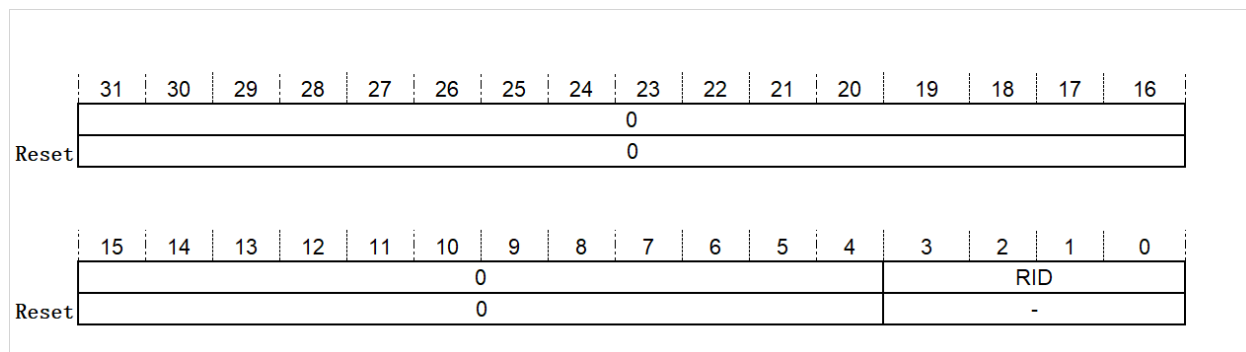 31 30 29 28 27 26 25 24 23 22 21 20 19 18 17 16
0
Reset 0
15 14 13 12 11 10 9 8 7 6 5 4 3 2 1 0
0 RID
Reset 0 -